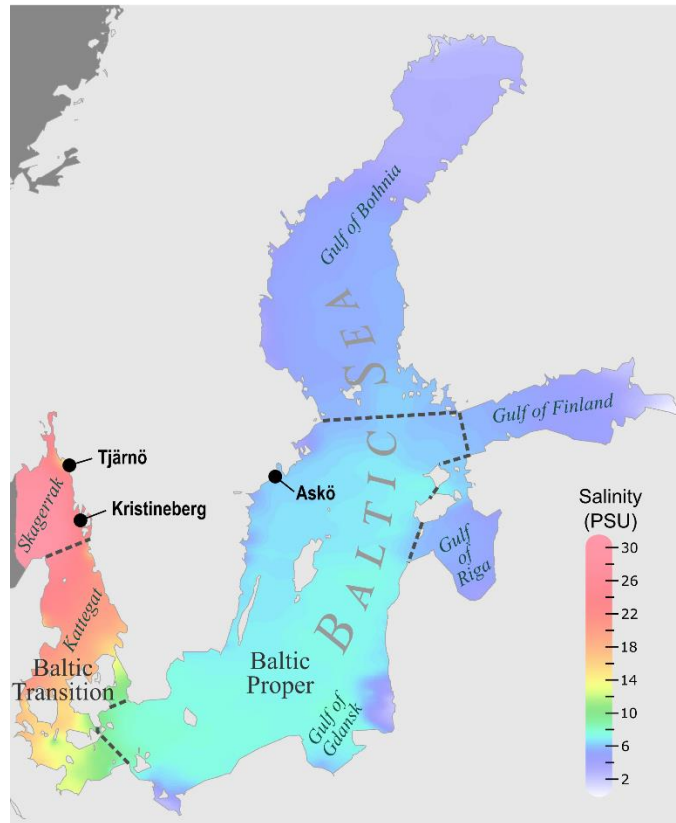 Gulf of Bothnia
BALTIC SEA
Gulf of Finland
Tjärnö
Askö
Skagerrak
Kristineberg
Gulf
of
Riga
Kattegat
Baltic
Transition
Baltic
Proper
Gulf of
Gdansk
Salinity
(PSU)
30
26
22
18
14
10
6
2